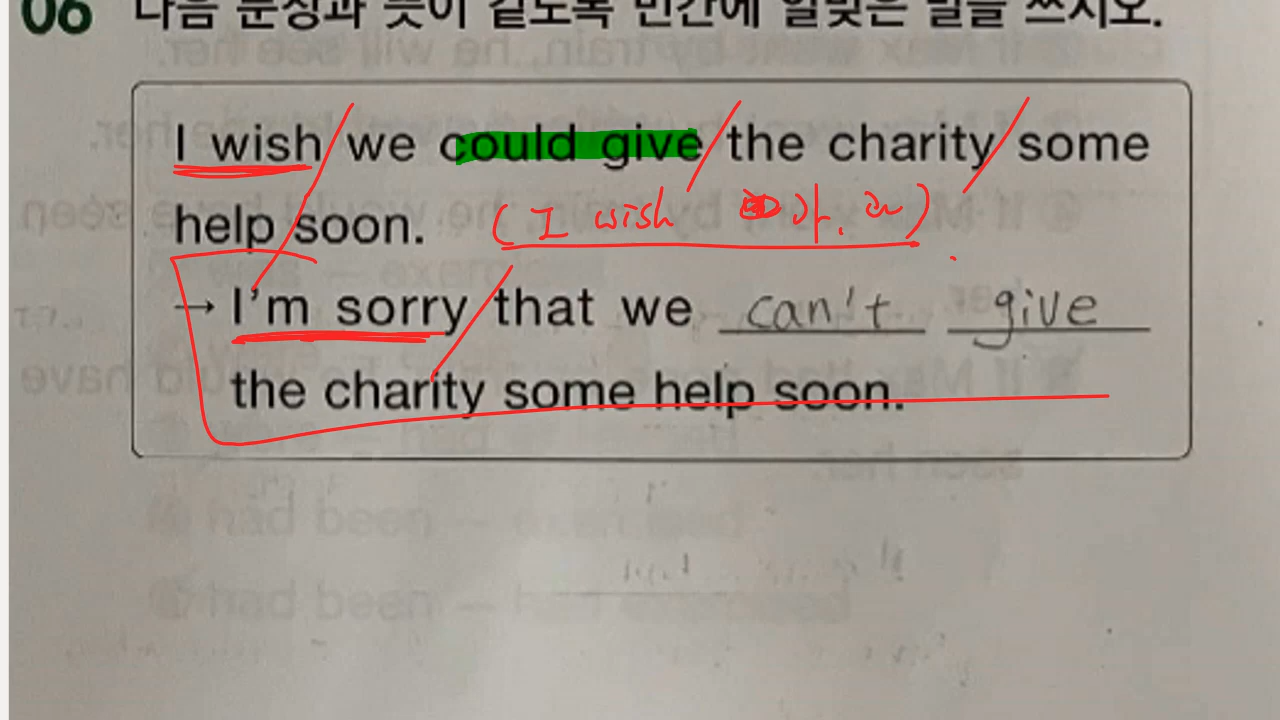 06 다음 문장과 뜻이 같도록 빈칸에 알맞은 말을 쓰시오.
I wish we could give the charity some
help soon. (I wish
→ I'm sorry that we can't give
the charity some help soon.